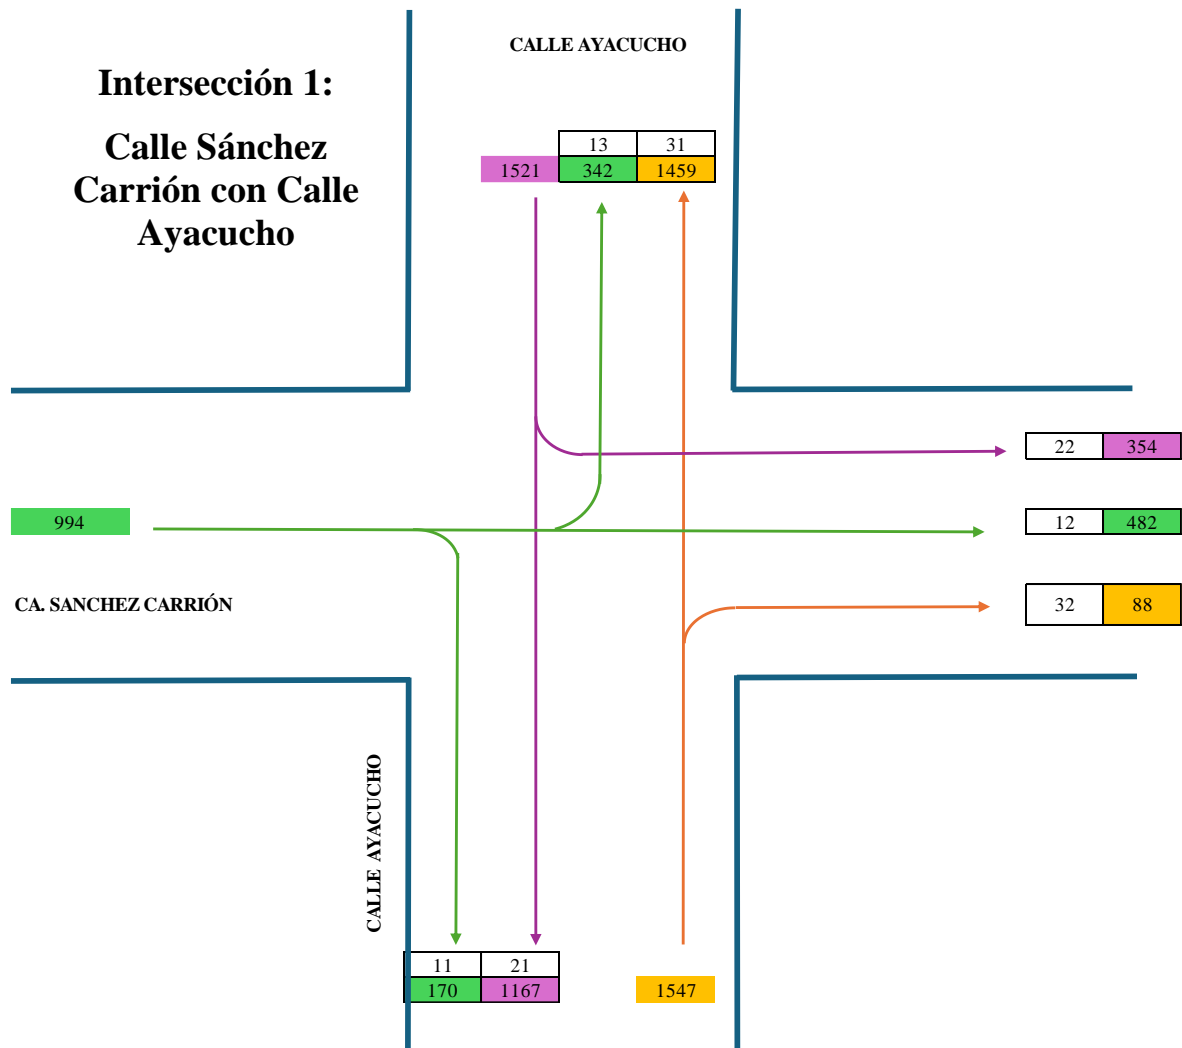 CALLE AYACUCHO
Intersección 1:
Calle Sánchez
Carrión con Calle
Ayacucho
13 31
1521 342 1459
22 354
994
12 482
CA. SANCHEZ CARRIÓN
32 88
CALLE AYACUCHO
11 21
170 1167
1547